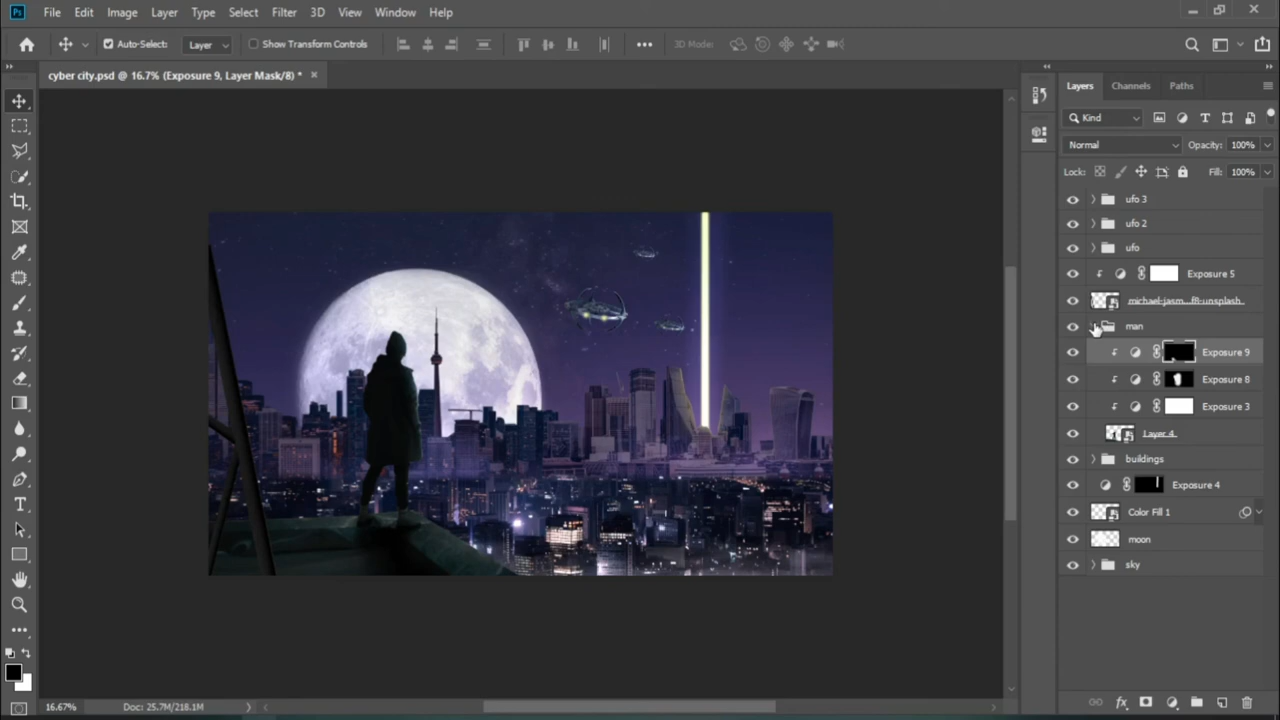 Ps File Edit Image Layer Type Select Filter 3D View Window Help
Auto-Select: Layer Show Transform Controls 3D Mode:
cyber city.psd @ 16.7% (Exposure 9, Layer Mask/8) *
Layers Channels Paths
Kind
Normal Opacity: 100%
Lock: Fill: 100%
ufo 3
ufo 2
ufo
Exposure 5
michael-jasm...f8-unsplash
man
Exposure 9
Exposure 8
Exposure 3
Layer 4
buildings
Exposure 4
Color Fill 1
moon
sky
16.67% Doc: 25.7M/218.1M
fx